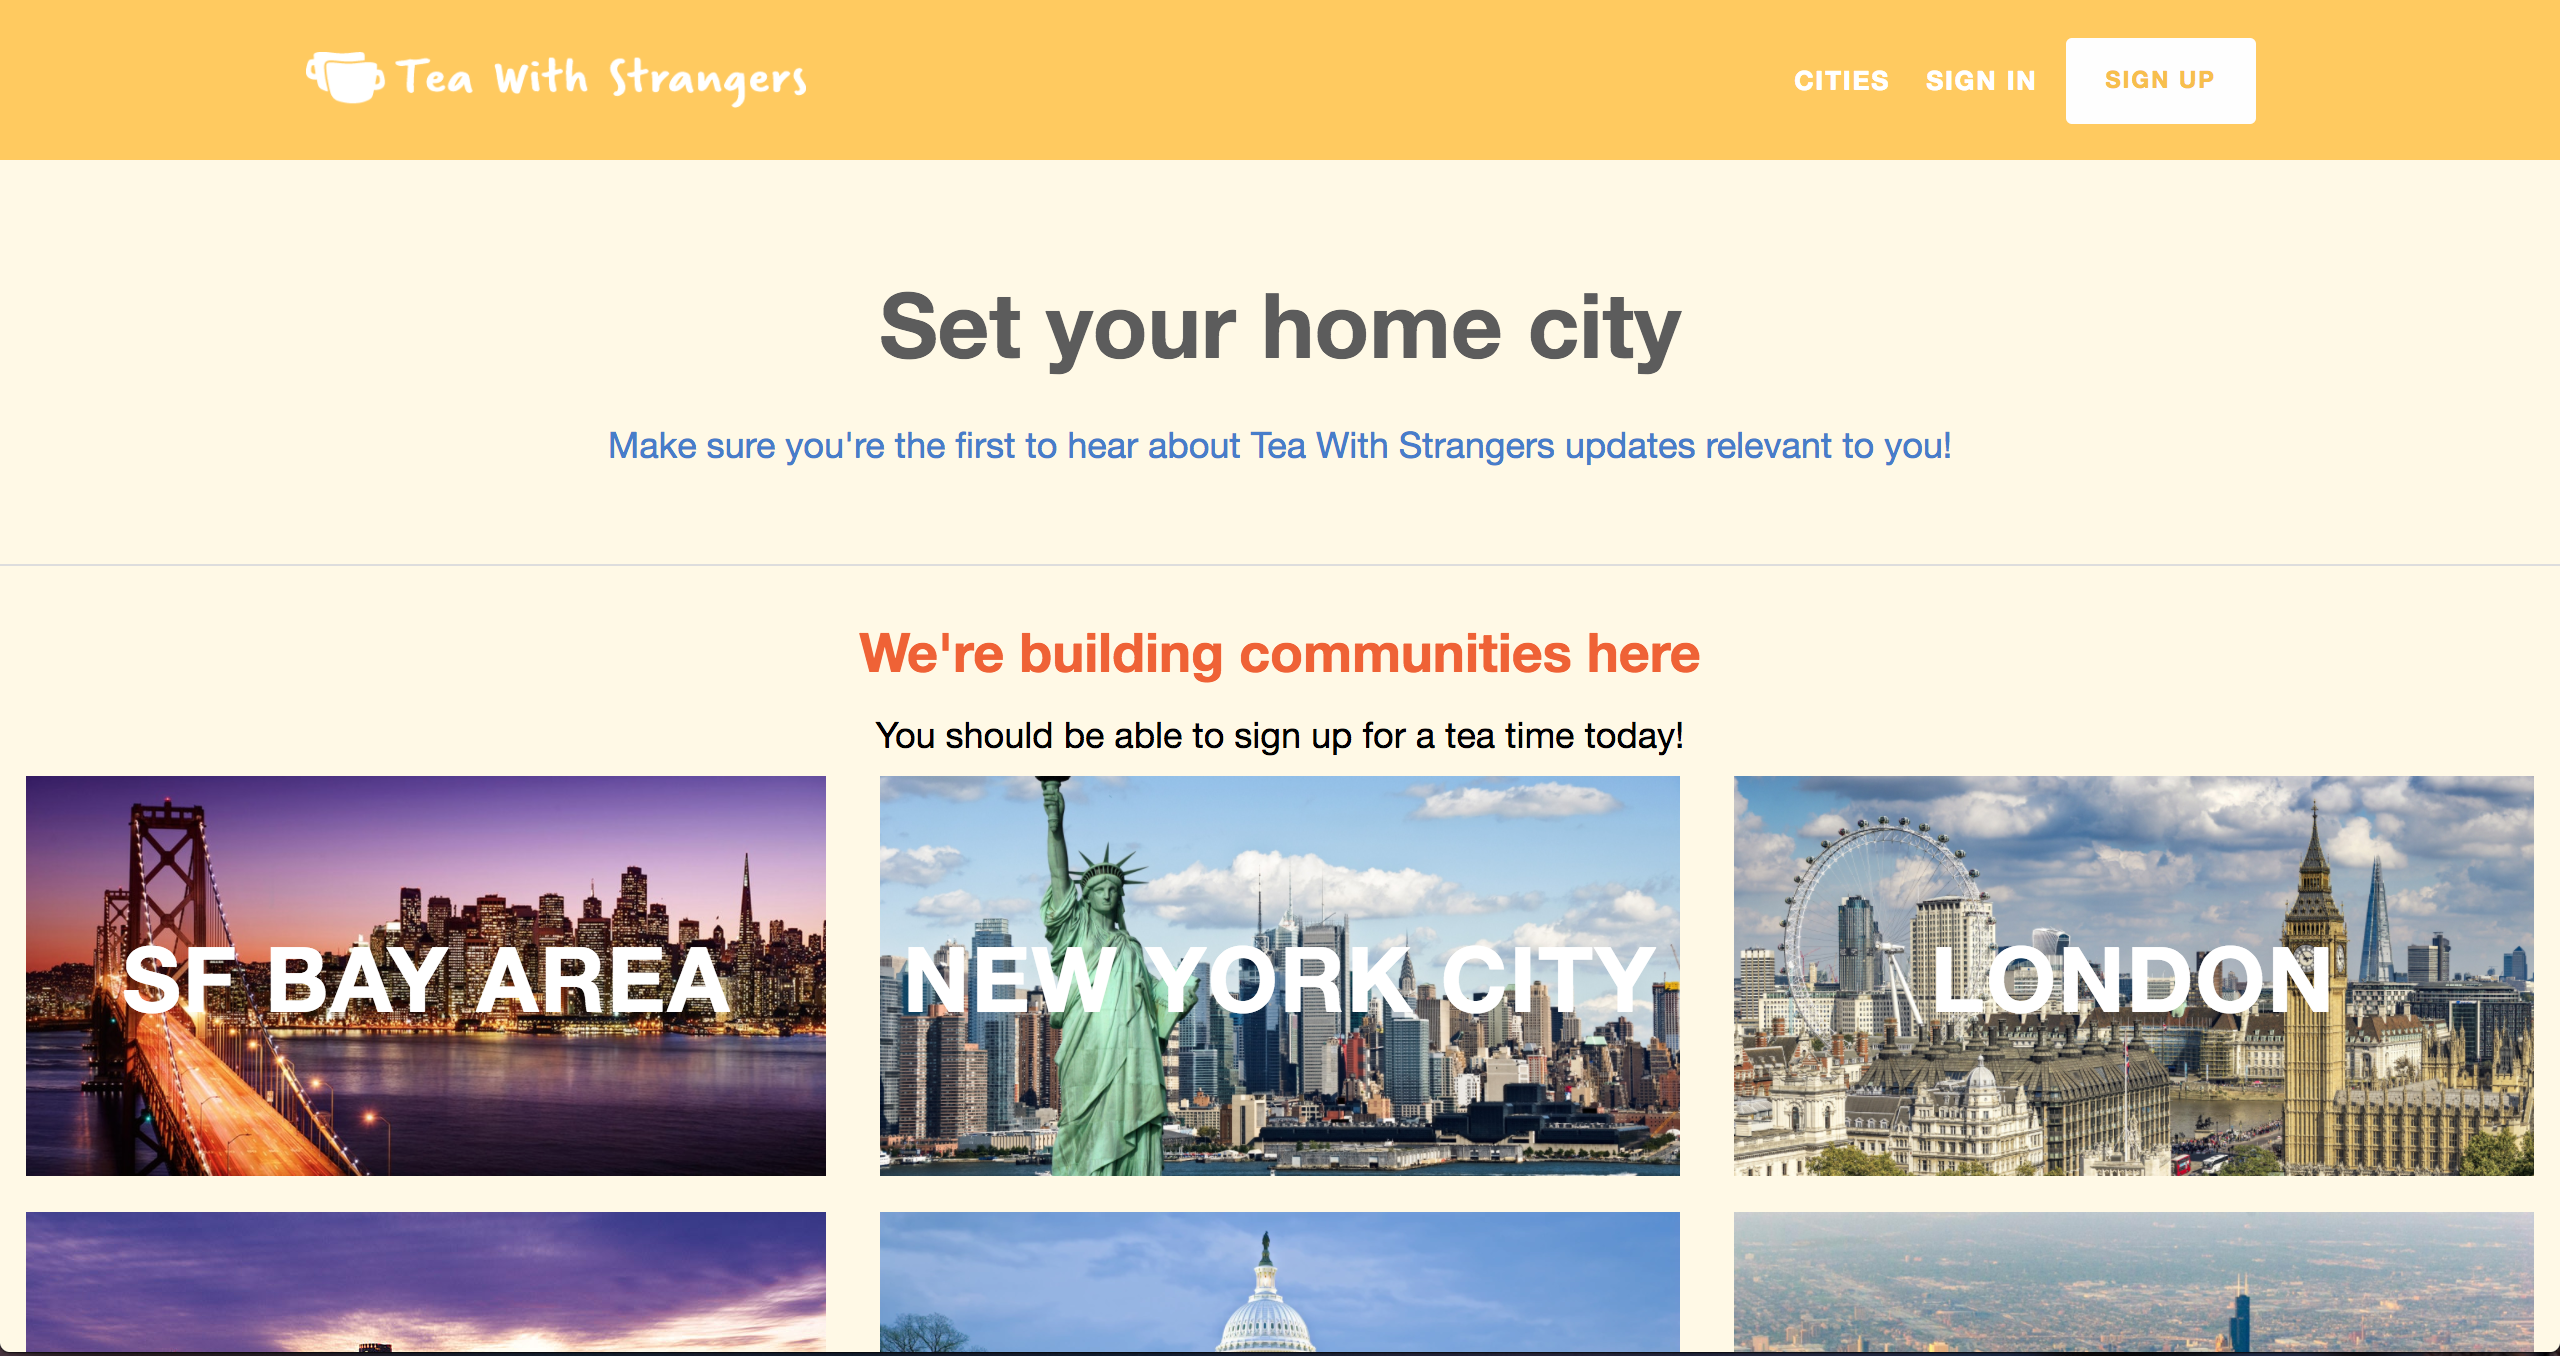 Tea With Strangers
CITIES SIGN IN SIGN UP
Set your home city
Make sure you're the first to hear about Tea With Strangers updates relevant to you!
We're building communities here
You should be able to sign up for a tea time today!
SF BAY AREA
NEW YORK CITY
LONDON